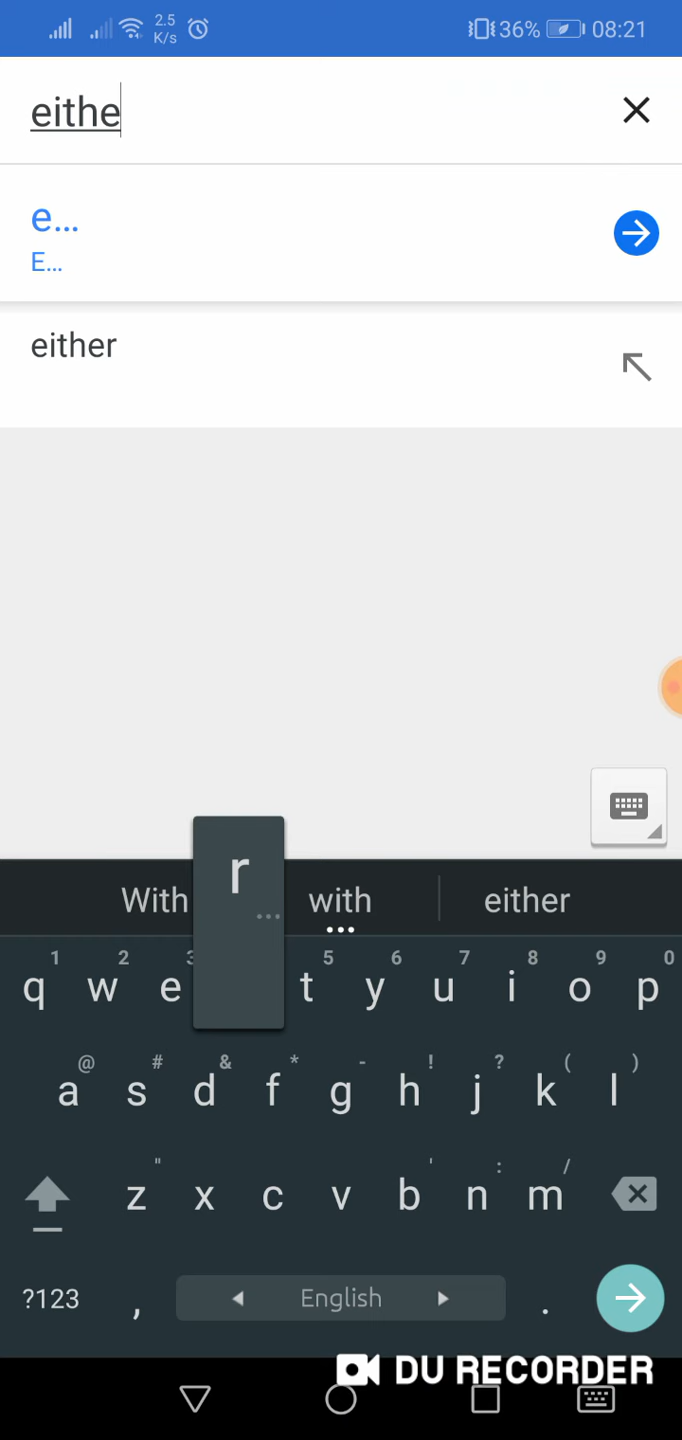 2.5 K/s 36% 08:21
eithe
e...
E...
either
r
With with either
1 2 3 5 6 7 8 9 0
q w e t y u i o p
@ # & * - ! ? ( )
a s d f g h j k l
" ' : /
z x c v b n m
?123 , English .
DU RECORDER